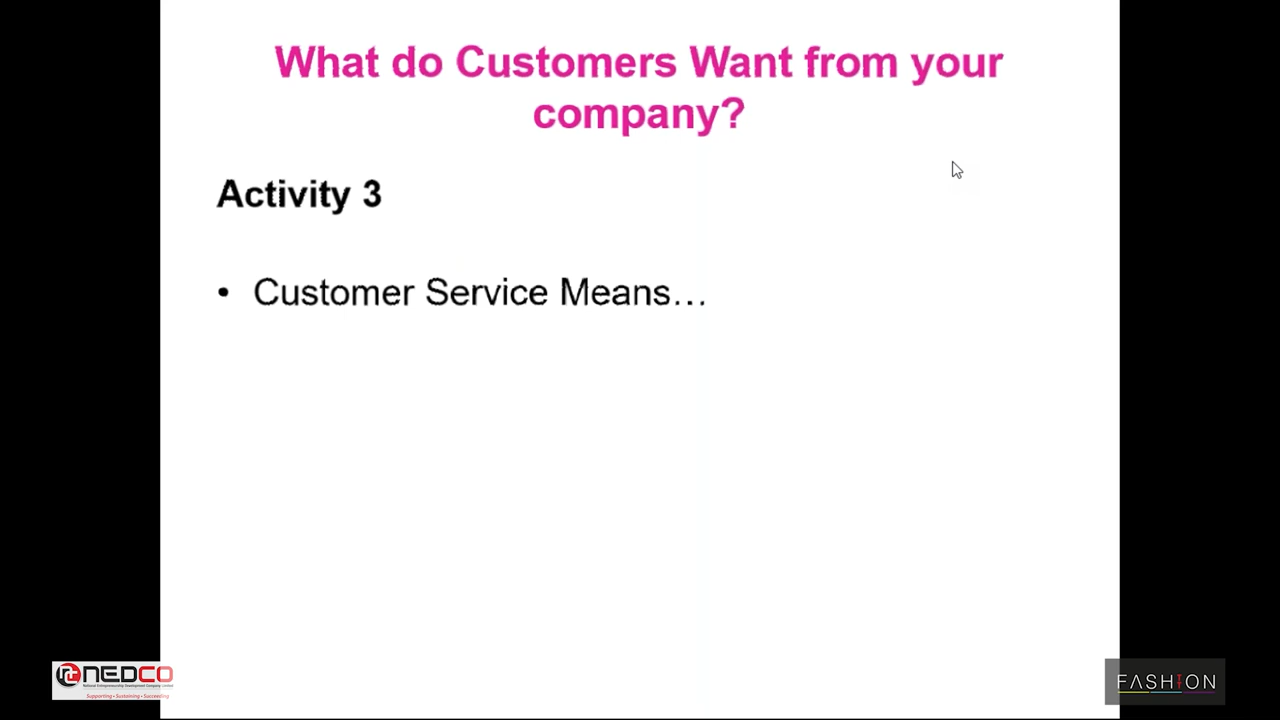 What do Customers Want from your
company?
Activity 3
• Customer Service Means…
NEDCO
National Entrepreneurship Development Company Limited
Supporting • Sustaining • Succeeding
FASHION